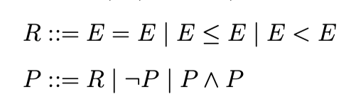 R ::= E = E | E ≤ E | E < E
P ::= R | ¬P | P ∧ P